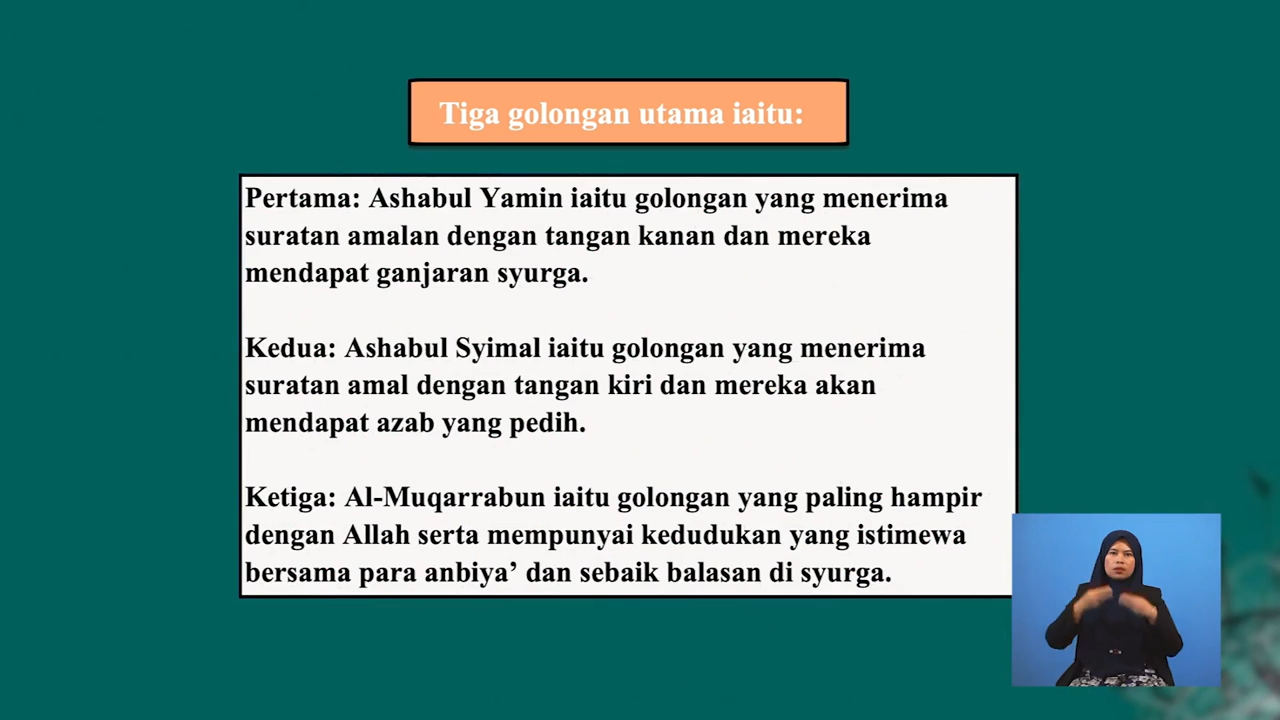 Tiga golongan utama iaitu:
Pertama: Ashabul Yamin iaitu golongan yang menerima
suratan amalan dengan tangan kanan dan mereka
mendapat ganjaran syurga.
Kedua: Ashabul Syimal iaitu golongan yang menerima
suratan amal dengan tangan kiri dan mereka akan
mendapat azab yang pedih.
Ketiga: Al-Muqarrabun iaitu golongan yang paling hampir
dengan Allah serta mempunyai kedudukan yang istimewa
bersama para anbiya’ dan sebaik balasan di syurga.